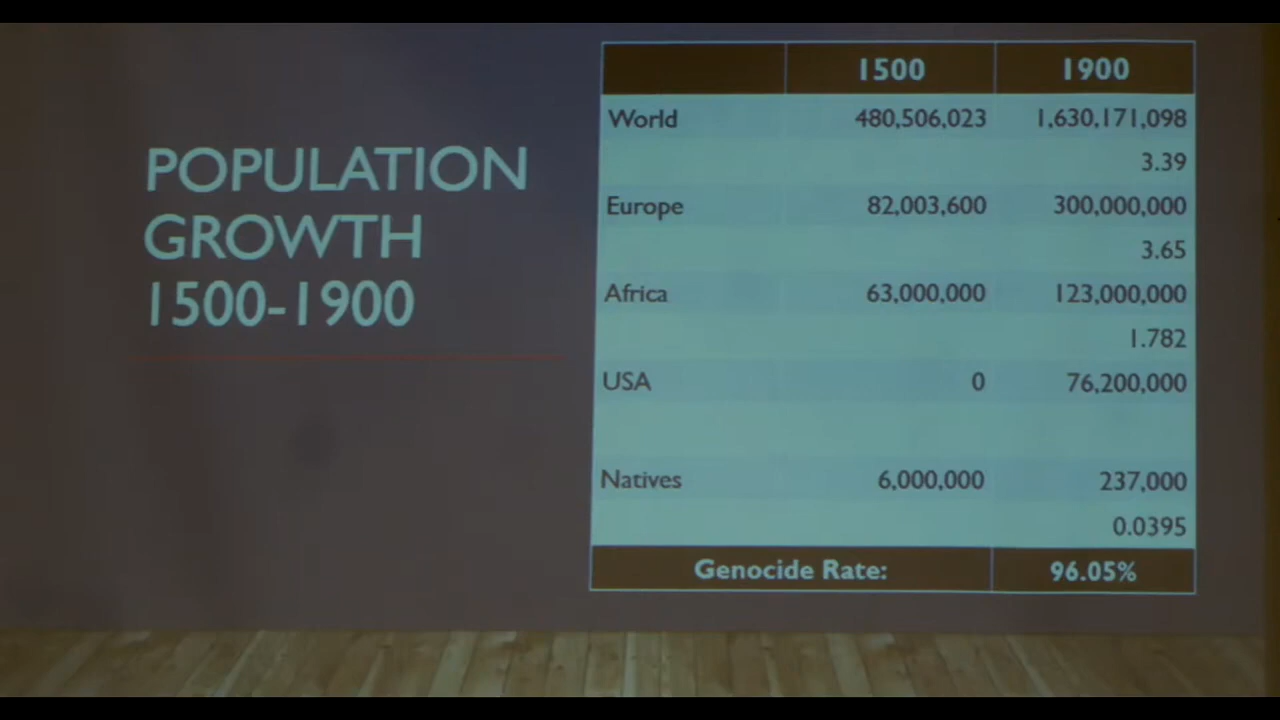 POPULATION
GROWTH
1500-1900
1500 1900
World 480,506,023 1,630,171,098
3.39
Europe 82,003,600 300,000,000
3.65
Africa 63,000,000 123,000,000
1.782
USA 0 76,200,000
Natives 6,000,000 237,000
0.0395
Genocide Rate: 96.05%